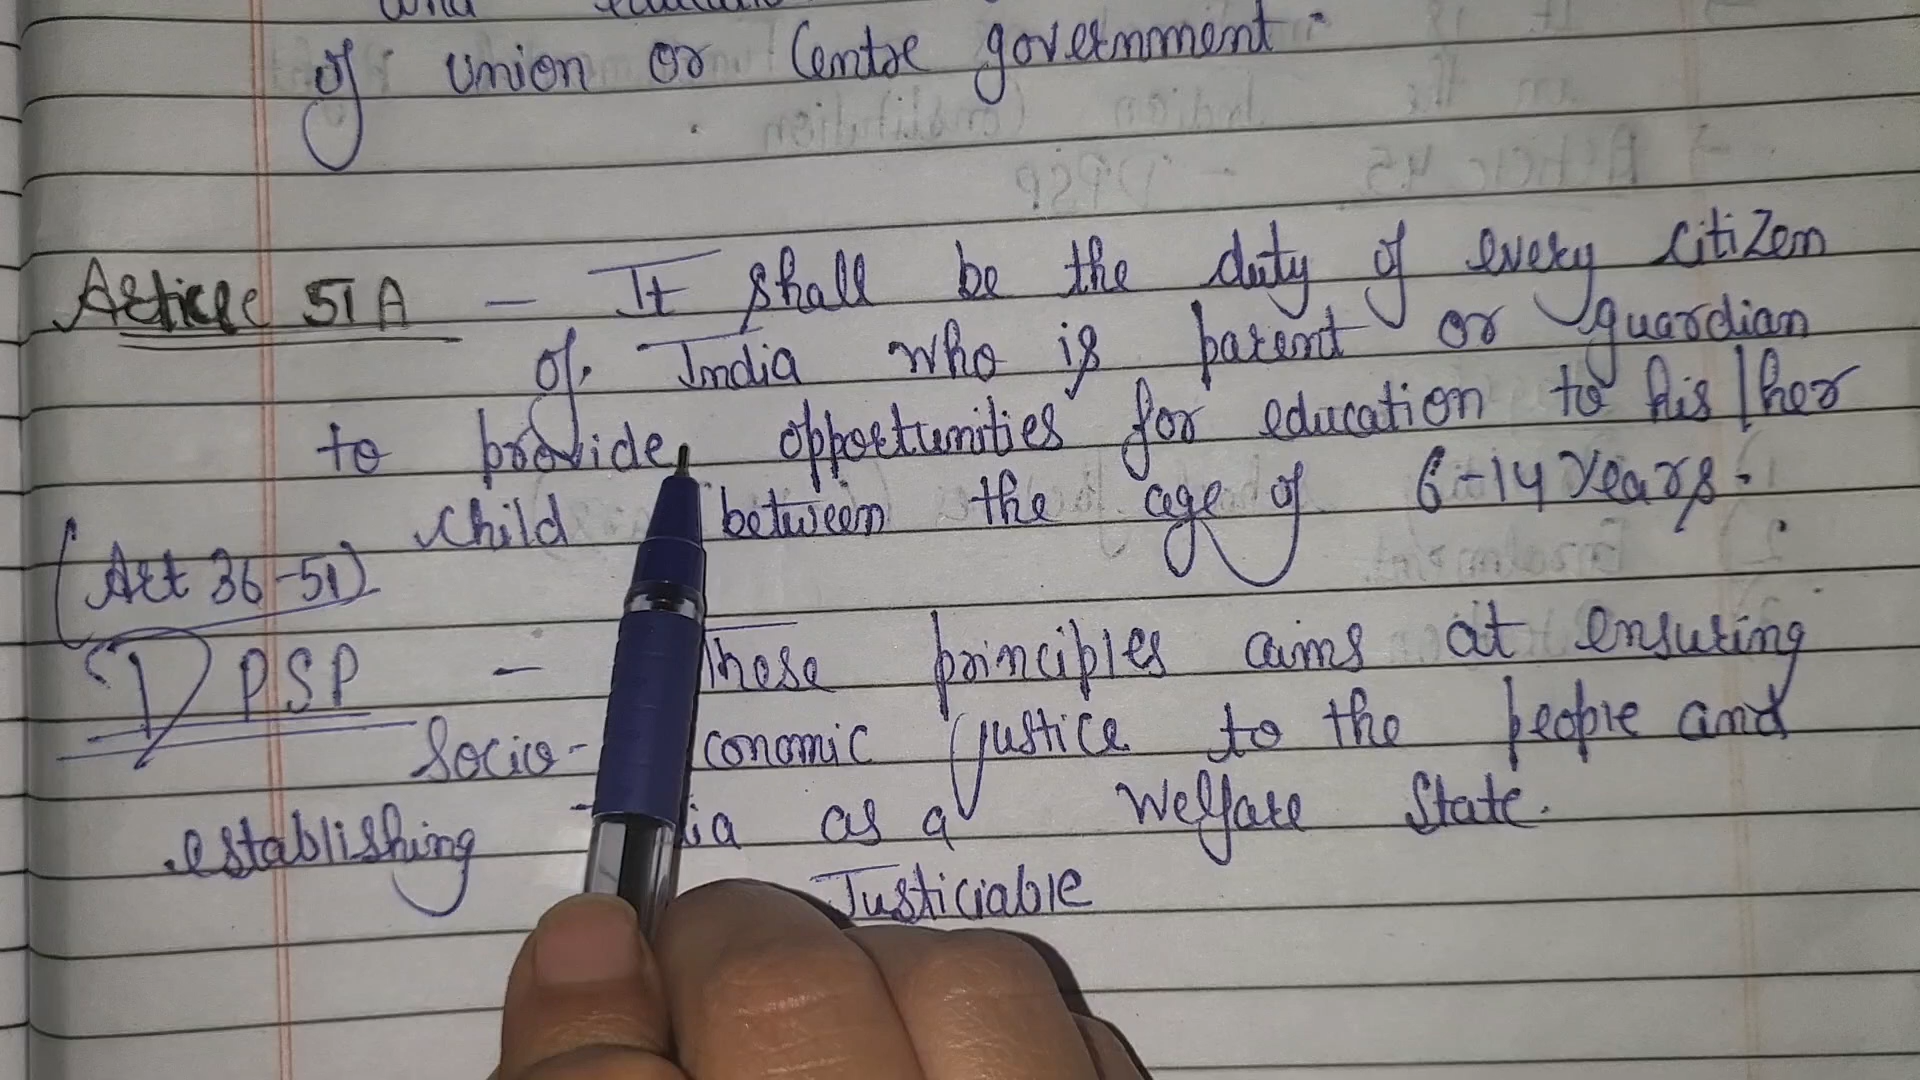 of union or Centre government.
Article 51A - It shall be the duty of every citizen
of India who is parent or guardian
to provide opportunities for education to his/her
child between the age of 6-14 years.
(Art 36-51)
DPSP - These principles aims at ensuring
Socio-economic justice to the people and
establishing as a Welfare State.
Justiciable